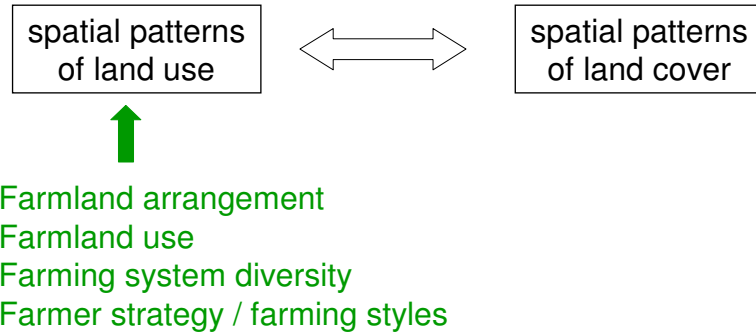 spatial patterns
of land use
spatial patterns
of land cover
Farmland arrangement
Farmland use
Farming system diversity
Farmer strategy / farming styles